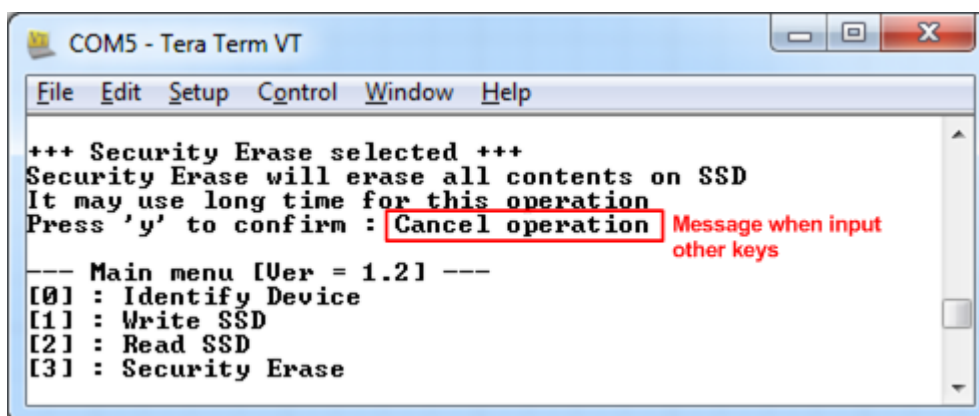 COM5 - Tera Term VT
File Edit Setup Control Window Help
+++ Security Erase selected +++
Security Erase will erase all contents on SSD
It may use long time for this operation
Press 'y' to confirm : Cancel operation
Message when input
other keys
--- Main menu [Ver = 1.2] ---
[0] : Identify Device
[1] : Write SSD
[2] : Read SSD
[3] : Security Erase